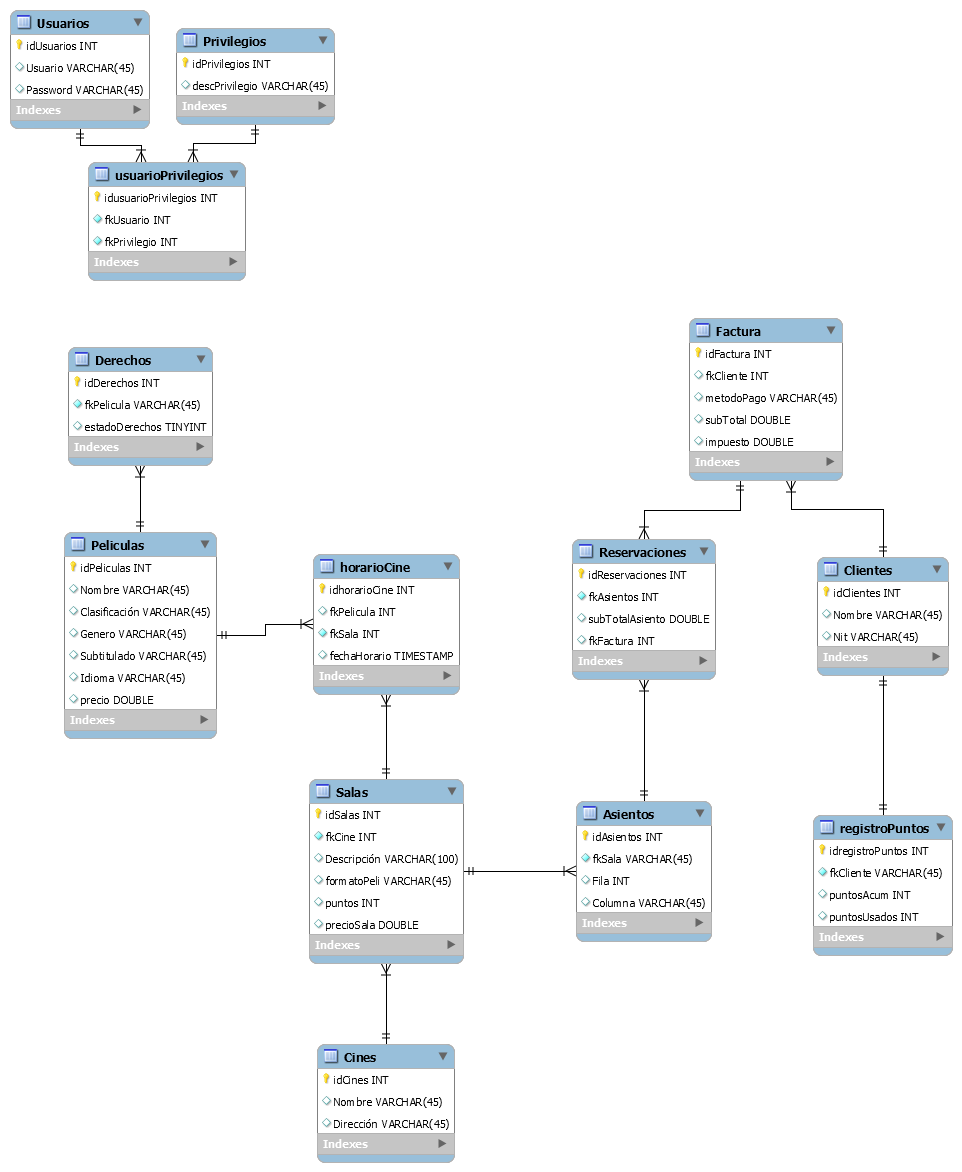 Usuarios
idUsuarios INT
Usuario VARCHAR(45)
Password VARCHAR(45)
Indexes
Privilegios
idPrivilegios INT
descPrivilegio VARCHAR(45)
Indexes
usuarioPrivilegios
idusuarioPrivilegios INT
fkUsuario INT
fkPrivilegio INT
Indexes
Derechos
idDerechos INT
fkPelicula VARCHAR(45)
estadoDerechos TINYINT
Indexes
Factura
idFactura INT
fkCliente INT
metodoPago VARCHAR(45)
subTotal DOUBLE
impuesto DOUBLE
Indexes
Peliculas
idPeliculas INT
Nombre VARCHAR(45)
Clasificación VARCHAR(45)
Genero VARCHAR(45)
Subtitulado VARCHAR(45)
Idioma VARCHAR(45)
precio DOUBLE
Indexes
horarioCine
idhorarioCine INT
fkPelicula INT
fkSala INT
fechaHorario TIMESTAMP
Indexes
Reservaciones
idReservaciones INT
fkAsientos INT
subTotalAsiento DOUBLE
fkFactura INT
Indexes
Clientes
idClientes INT
Nombre VARCHAR(45)
Nit VARCHAR(45)
Indexes
Salas
idSalas INT
fkCine INT
Descripción VARCHAR(100)
formatoPeli VARCHAR(45)
puntos INT
precioSala DOUBLE
Indexes
Asientos
idAsientos INT
fkSala VARCHAR(45)
Fila INT
Columna VARCHAR(45)
Indexes
registroPuntos
idregistroPuntos INT
fkCliente VARCHAR(45)
puntosAcum INT
puntosUsados INT
Indexes
Cines
idCines INT
Nombre VARCHAR(45)
Dirección VARCHAR(45)
Indexes